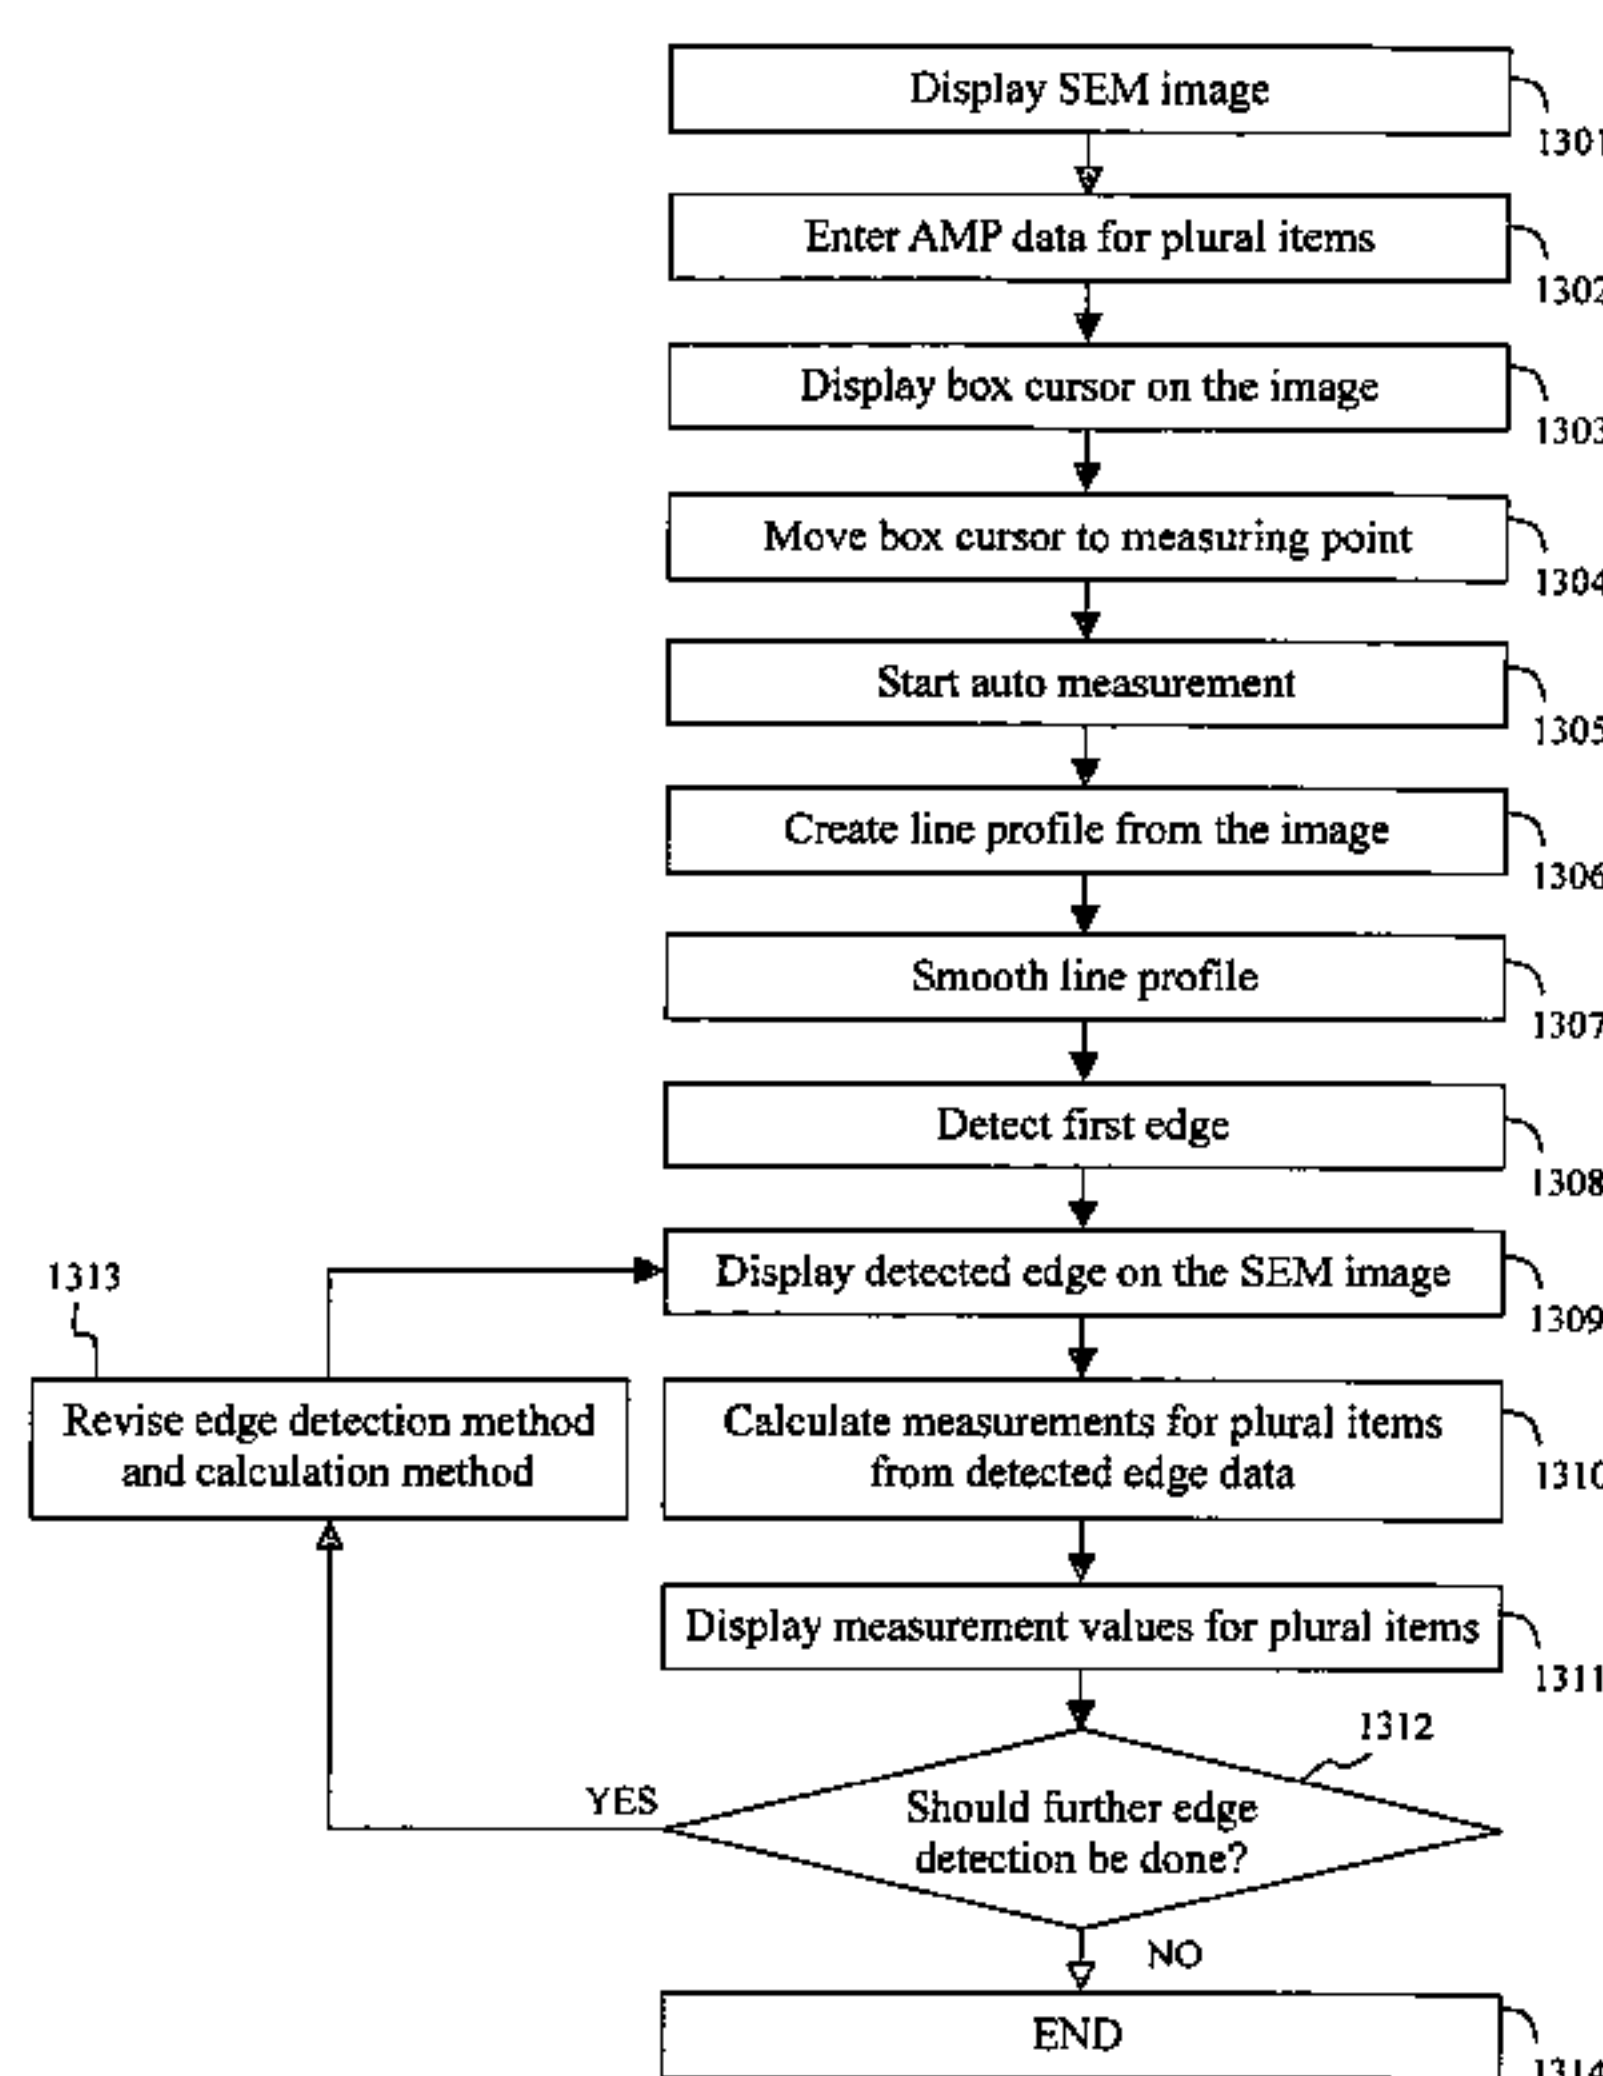 Display SEM image
1301
Enter AMP data for plural items
1302
Display box cursor on the image
1303
Move box cursor to measuring point
1304
Start auto measurement
1305
Create line profile from the image
1306
Smooth line profile
1307
Detect first edge
1308
1313
Display detected edge on the SEM image
1309
Revise edge detection method
and calculation method
Calculate measurements for plural items
from detected edge data
1310
Display measurement values for plural items
1311
1312
YES
Should further edge
detection be done?
NO
END
1314